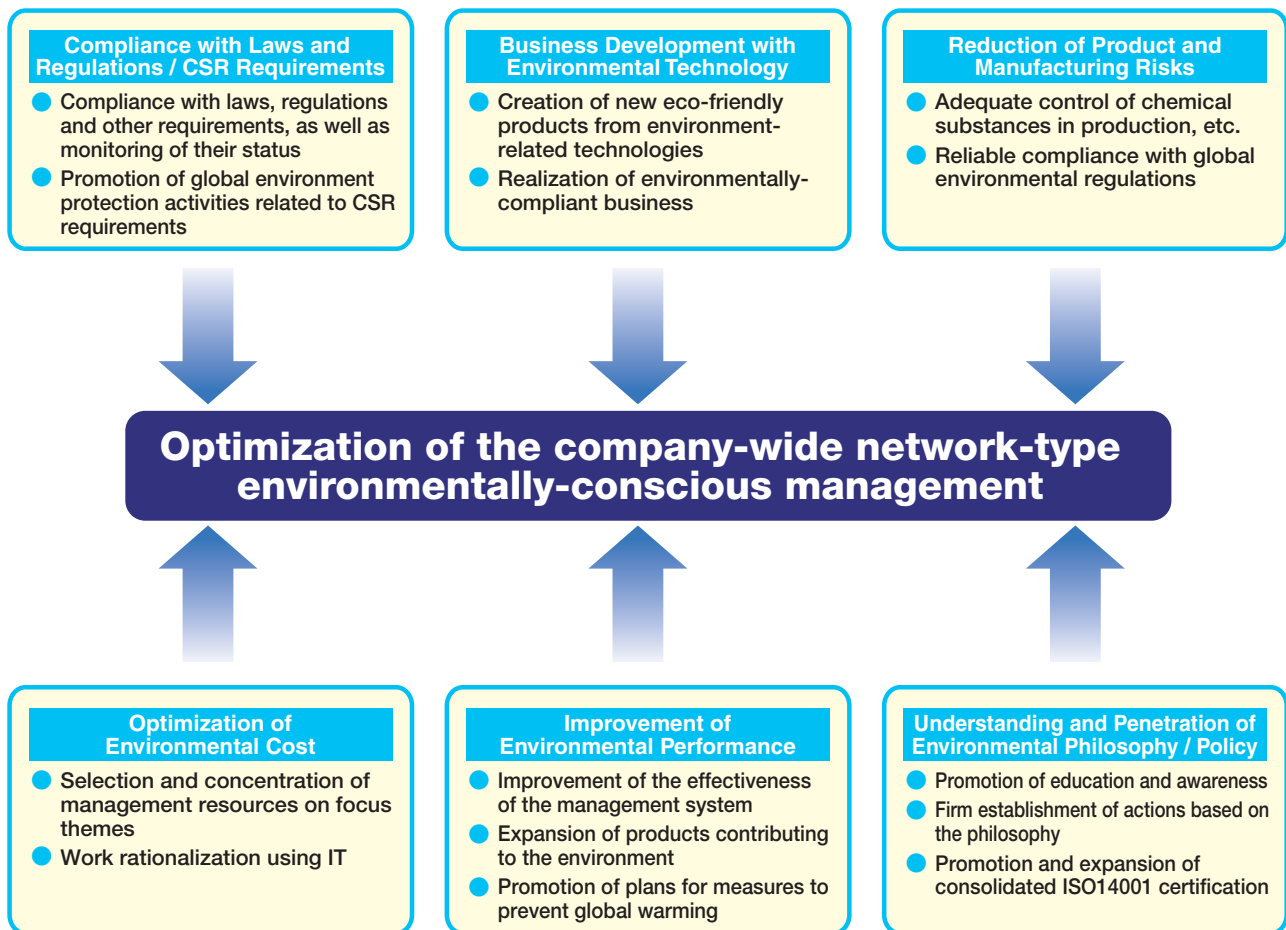 Compliance with Laws and
Regulations / CSR Requirements
Compliance with laws, regulations
and other requirements, as well as
monitoring of their status
Promotion of global environment
protection activities related to CSR
requirements
Business Development with
Environmental Technology
Creation of new eco-friendly
products from environment-
related technologies
Realization of environmentally-
compliant business
Reduction of Product and
Manufacturing Risks
Adequate control of chemical
substances in production, etc.
Reliable compliance with global
environmental regulations
Optimization of the company-wide network-type
environmentally-conscious management
Optimization of
Environmental Cost
Selection and concentration of
management resources on focus
themes
Work rationalization using IT
Improvement of
Environmental Performance
Improvement of the effectiveness
of the management system
Expansion of products contributing
to the environment
Promotion of plans for measures to
prevent global warming
Understanding and Penetration of
Environmental Philosophy / Policy
Promotion of education and awareness
Firm establishment of actions based on
the philosophy
Promotion and expansion of
consolidated ISO14001 certification